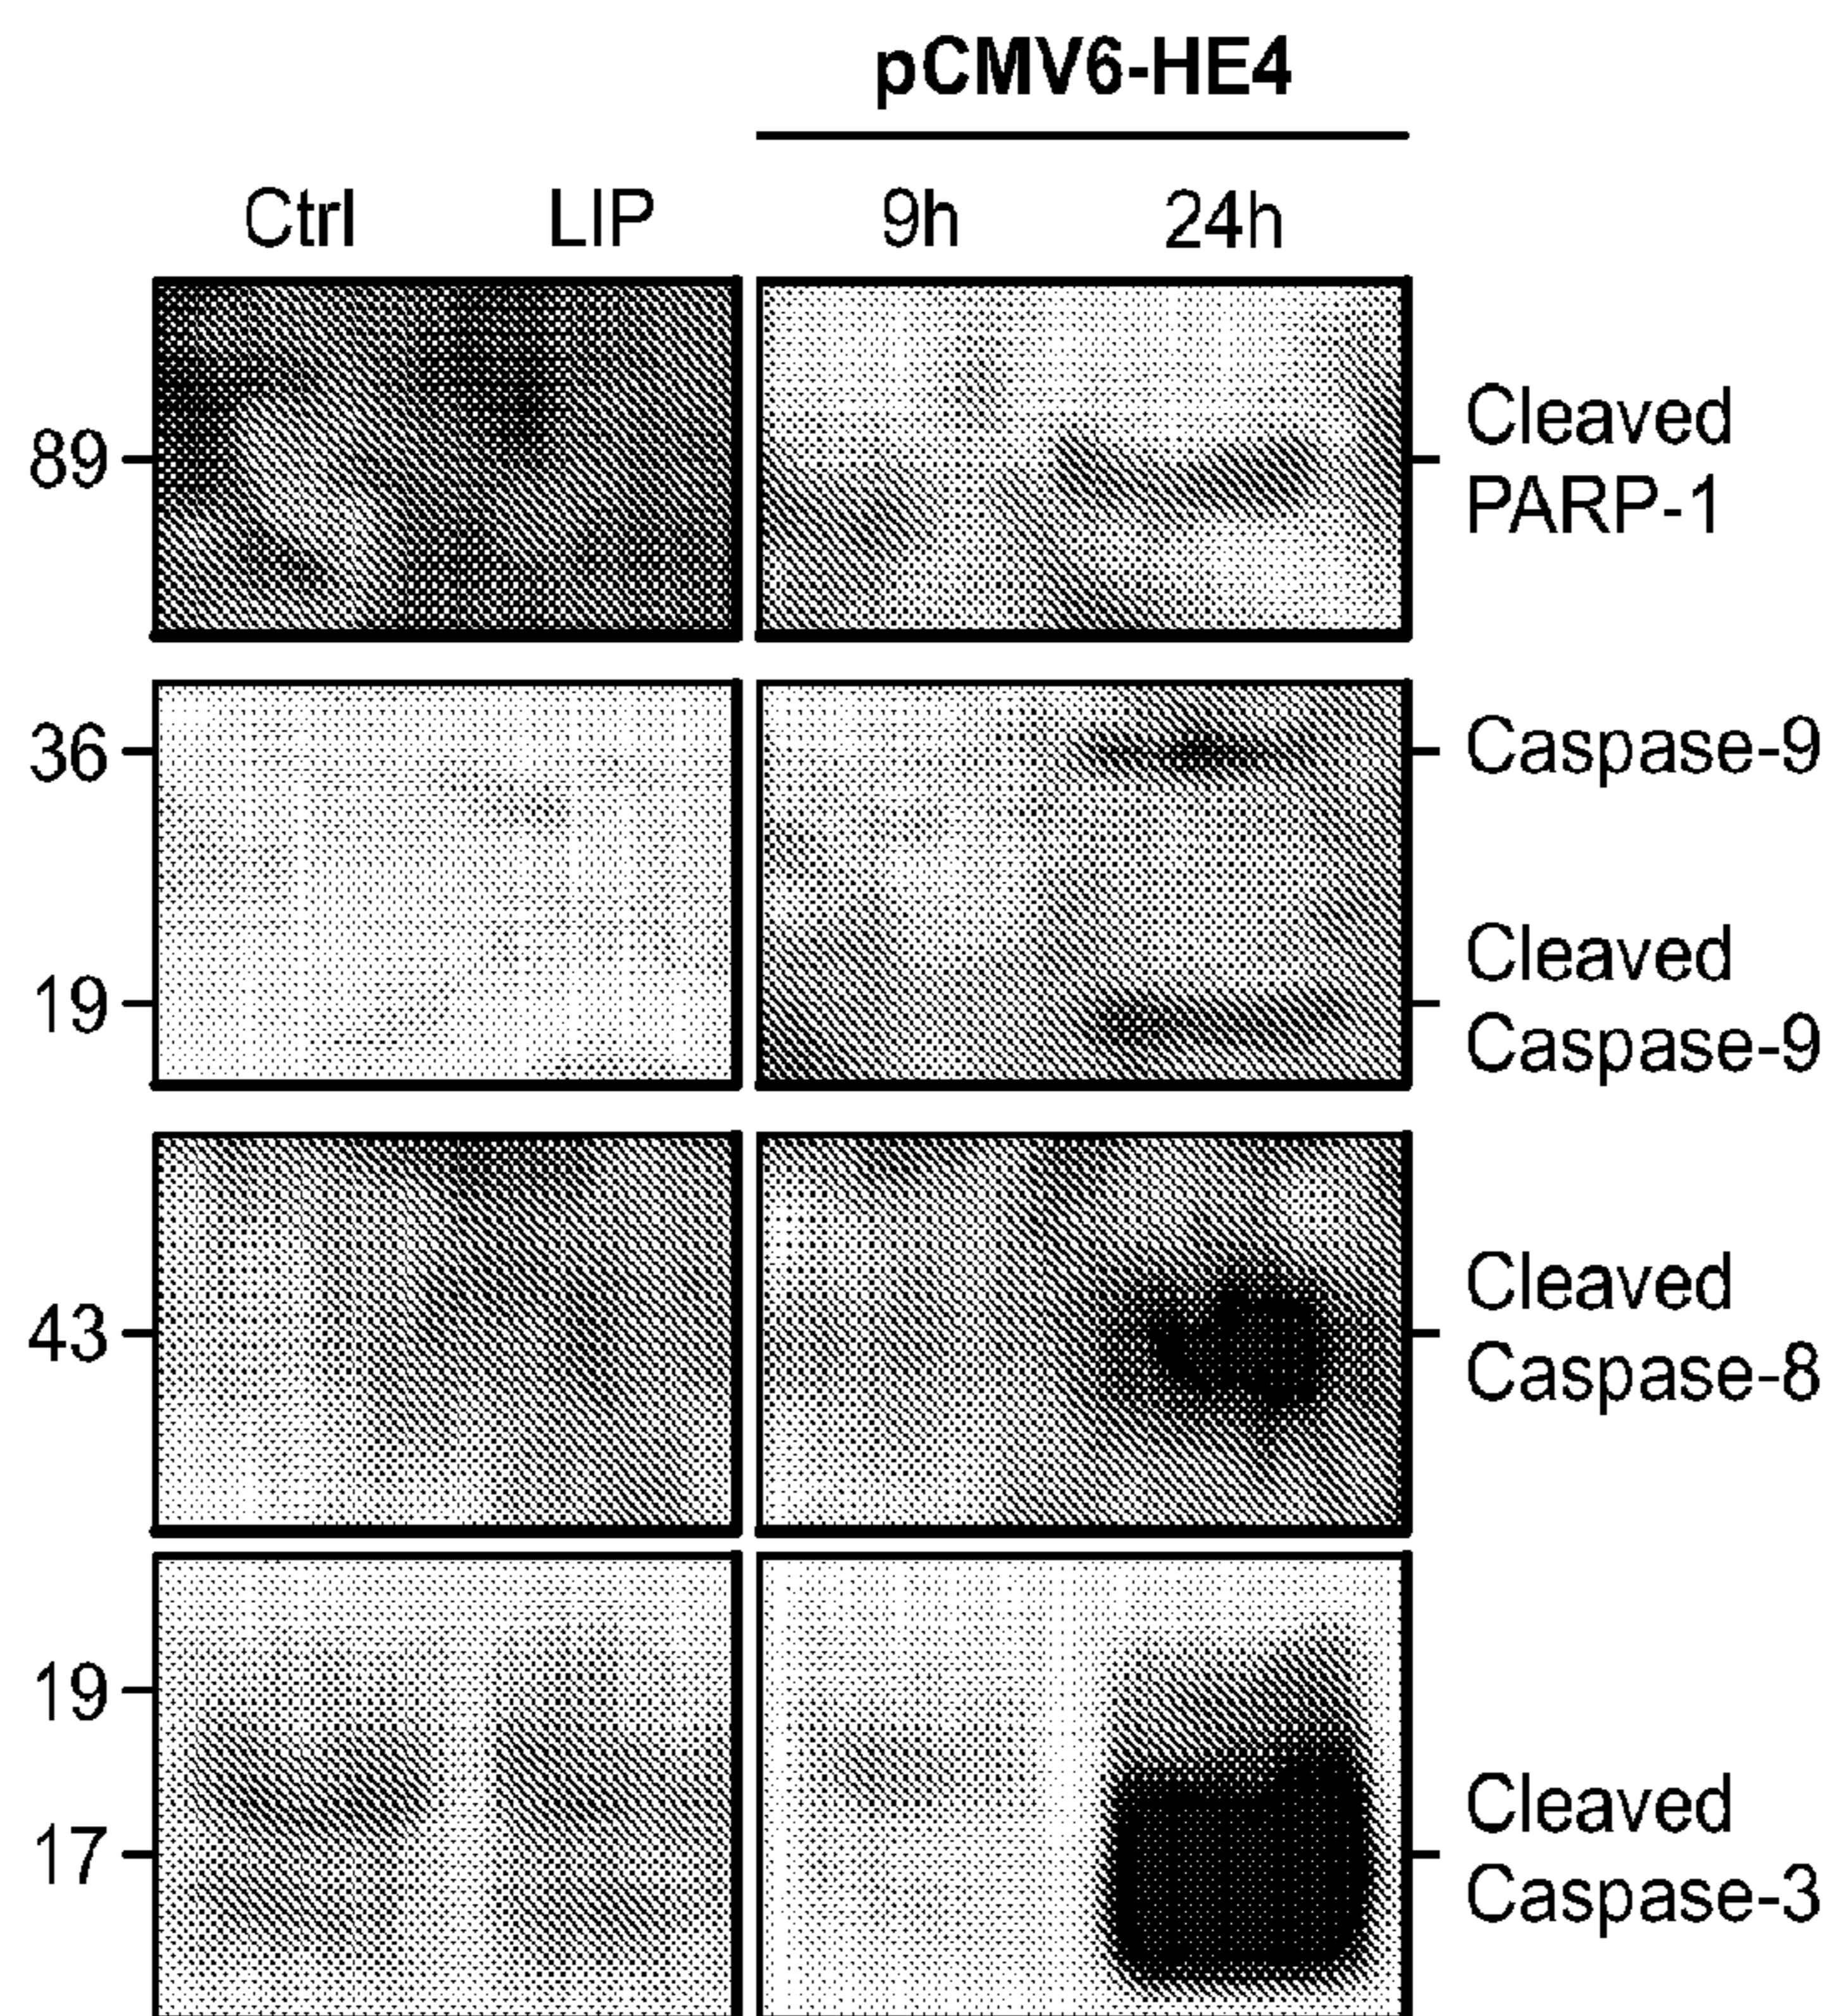 pCMV6-HE4
Ctrl LIP 9h 24h
89
Cleaved
PARP-1
36
Caspase-9
19
Cleaved
Caspase-9
43
Cleaved
Caspase-8
19
17
Cleaved
Caspase-3